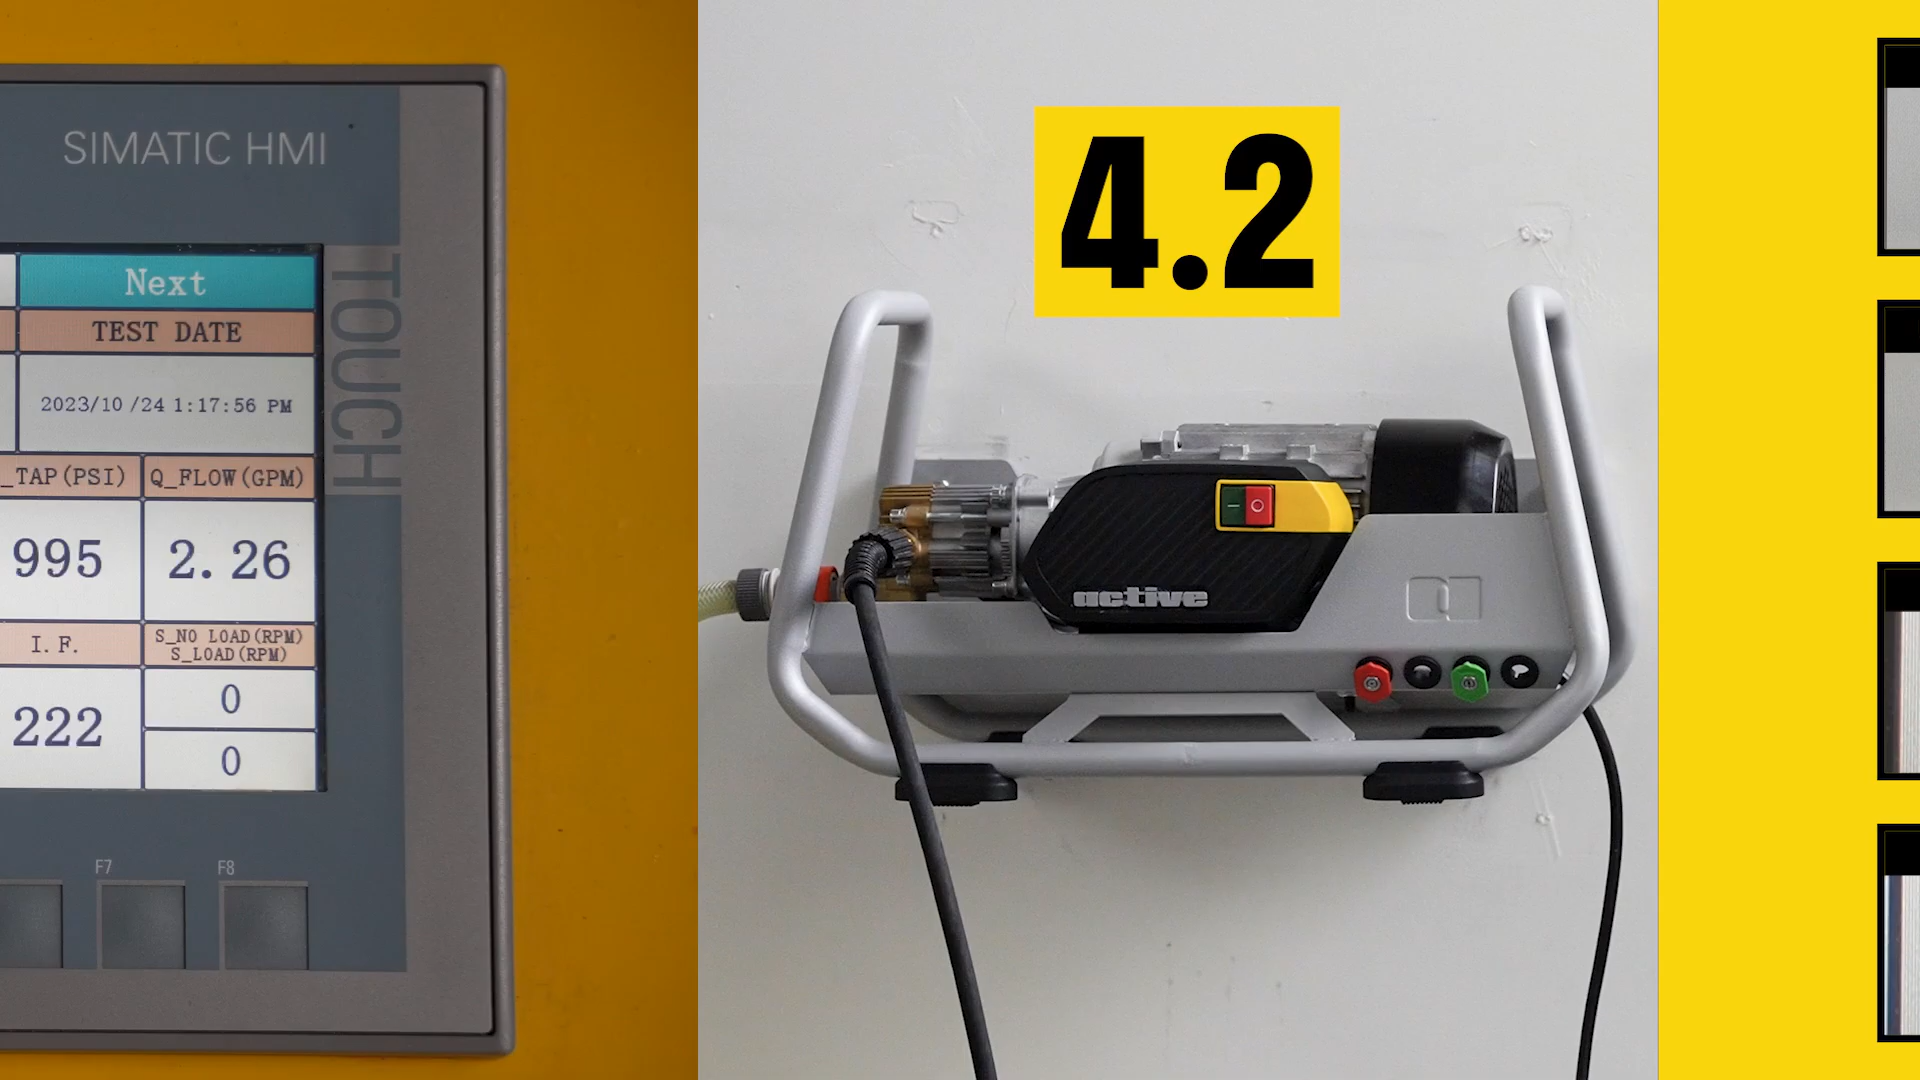 SIMATIC HMI
TOUCH
Next
TEST DATE
2023/10/24 1:17:56 PM
_TAP(PSI) Q_FLOW(GPM)
995 2.26
I.F. S_NO LOAD(RPM)
S_LOAD(RPM)
222 0
0
F7 F8
4.2
active